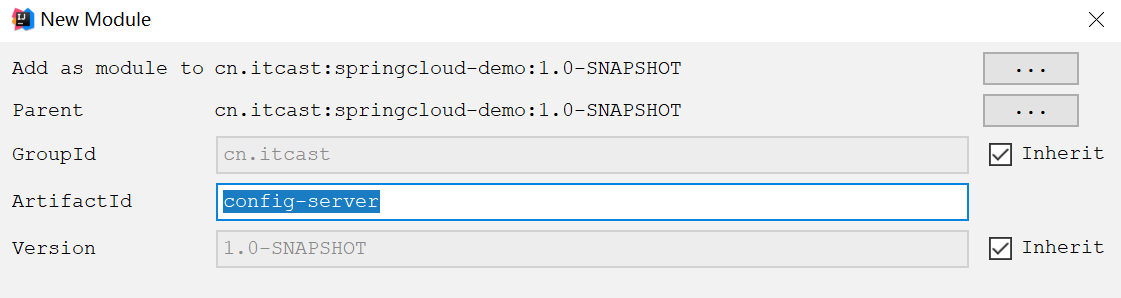 New Module
Add as module to cn.itcast:springcloud-demo:1.0-SNAPSHOT ...
Parent cn.itcast:springcloud-demo:1.0-SNAPSHOT ...
GroupId cn.itcast Inherit
ArtifactId config-server
Version 1.0-SNAPSHOT Inherit